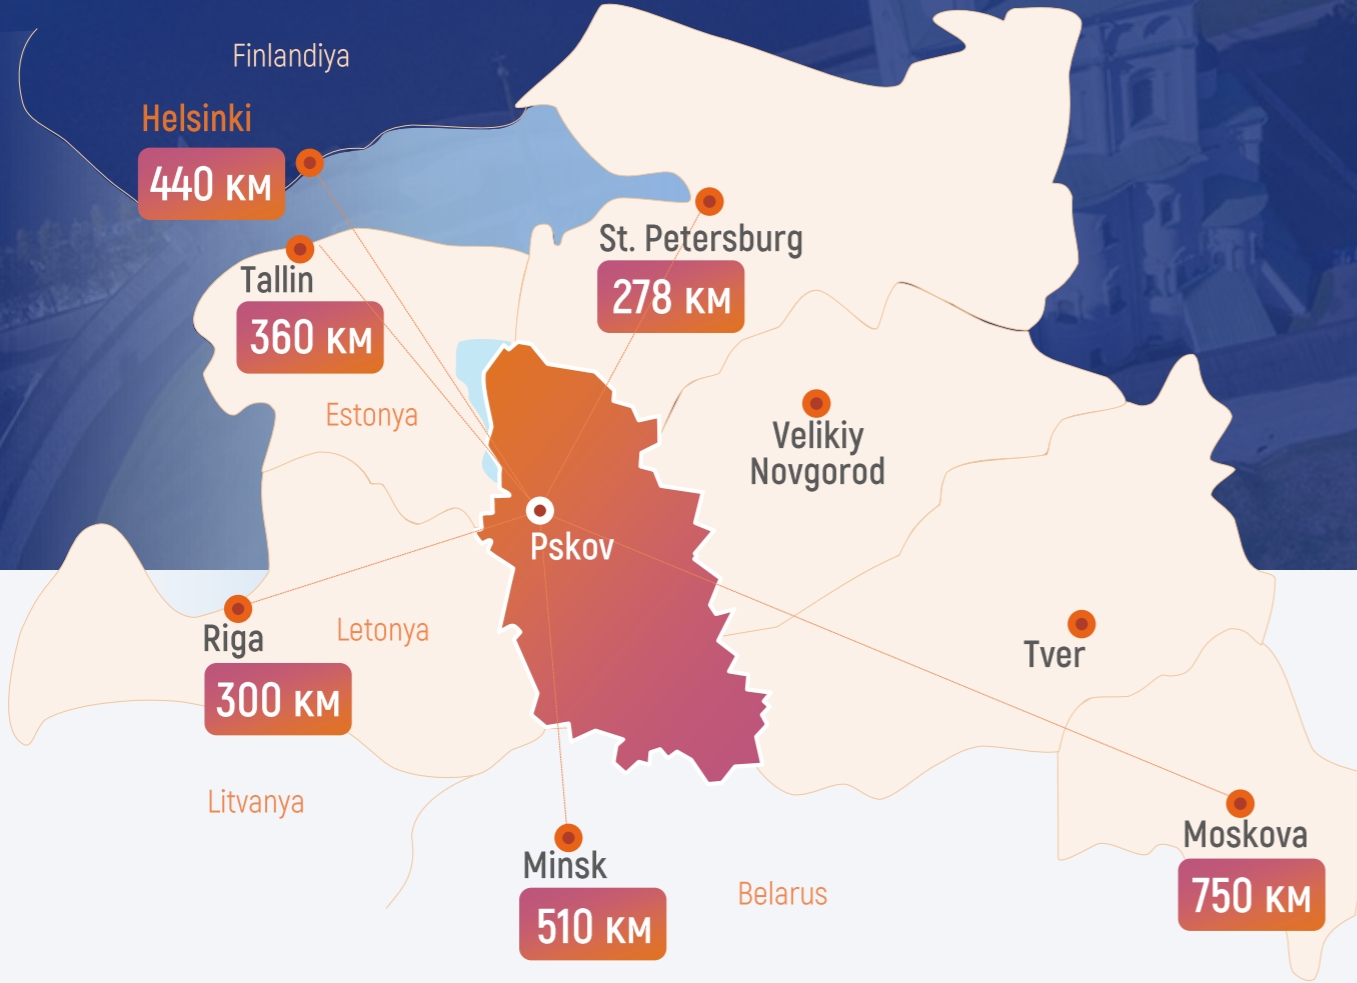 Finlandiya
Helsinki
440 КМ
Tallin
360 КМ
Estonya
St. Petersburg
278 КМ
Velikiy
Novgorod
Pskov
Riga
300 КМ
Letonya
Tver
Litvanya
Minsk
510 КМ
Belarus
Moskova
750 КМ